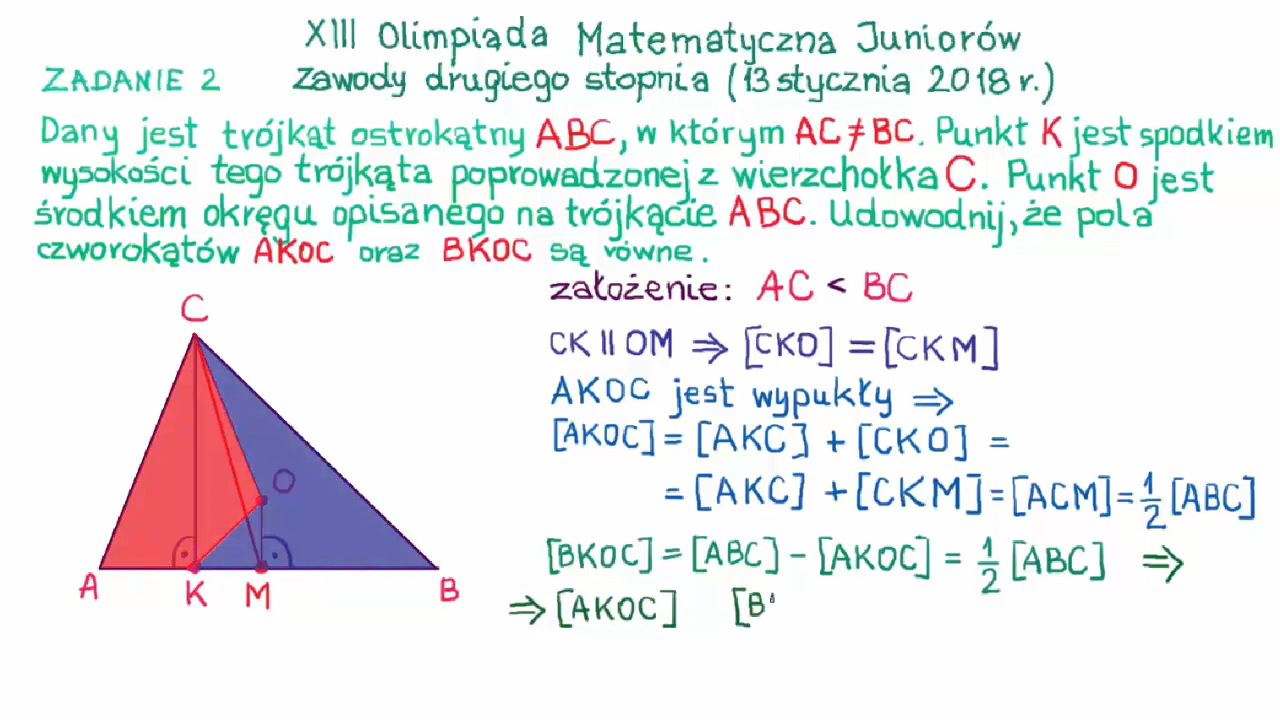 XIII Olimpiada Matematyczna Juniorów
ZADANIE 2 Zawody drugiego stopnia (13 stycznia 2018 r.)
Dany jest trójkąt ostrokątny ABC, w którym AC ≠ BC. Punkt K jest spodkiem
wysokości tego trójkąta poprowadzonej z wierzchołka C. Punkt O jest
środkiem okręgu opisanego na trójkącie ABC. Udowodnij, że pola
czworokątów AKOC oraz BKOC są równe.
założenie: AC < BC
CK || OM ⇒ [CKO] = [CKM]
AKOC jest wypukły ⇒
[AKOC] = [AKC] + [CKO] =
= [AKC] + [CKM] = [ACM] = 1/2 [ABC]
[BKOC] = [ABC] - [AKOC] = 1/2 [ABC] ⇒
⇒ [AKOC] [B
C
O
A
K
M
B